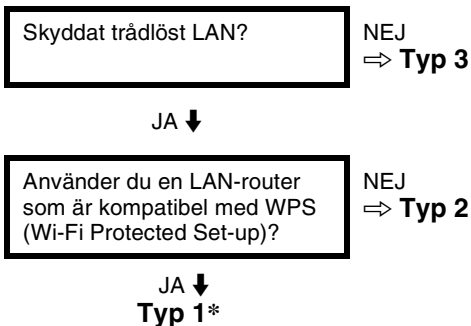 Skyddat trådlöst LAN?
NEJ
⇨ Typ 3
JA ⬇
Använder du en LAN-router
som är kompatibel med WPS
(Wi-Fi Protected Set-up)?
NEJ
⇨ Typ 2
JA ⬇
Typ 1*